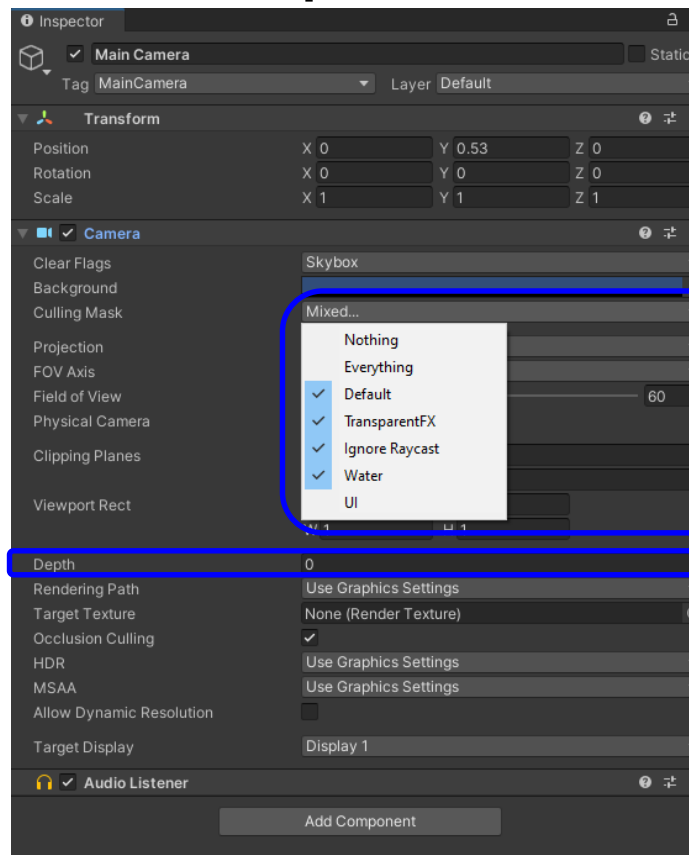 Inspector
Main Camera Static
Tag MainCamera Layer Default
Transform
Position X 0 Y 0.53 Z 0
Rotation X 0 Y 0 Z 0
Scale X 1 Y 1 Z 1
Camera
Clear Flags Skybox
Background
Culling Mask Mixed...
Nothing
Projection
Everything
FOV Axis
Default
Field of View 60
TransparentFX
Physical Camera
Ignore Raycast
Clipping Planes
Water
UI
Viewport Rect
W 1 H 1
Depth 0
Rendering Path Use Graphics Settings
Target Texture None (Render Texture)
Occlusion Culling
HDR Use Graphics Settings
MSAA Use Graphics Settings
Allow Dynamic Resolution
Target Display Display 1
Audio Listener
Add Component